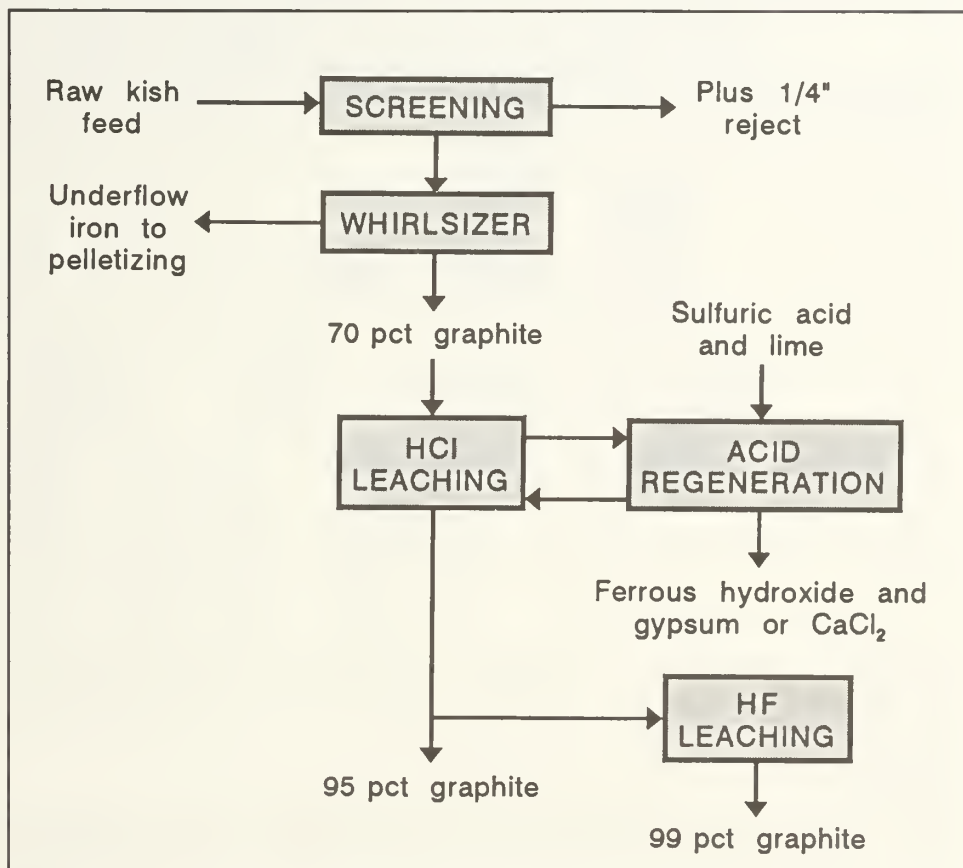 Raw kish
feed
SCREENING
Plus 1/4"
reject
Underflow
iron to
pelletizing
WHIRLSIZER
70 pct graphite
Sulfuric acid
and lime
HCl
LEACHING
ACID
REGENERATION
Ferrous hydroxide and
gypsum or CaCl₂
HF
LEACHING
95 pct graphite
99 pct graphite